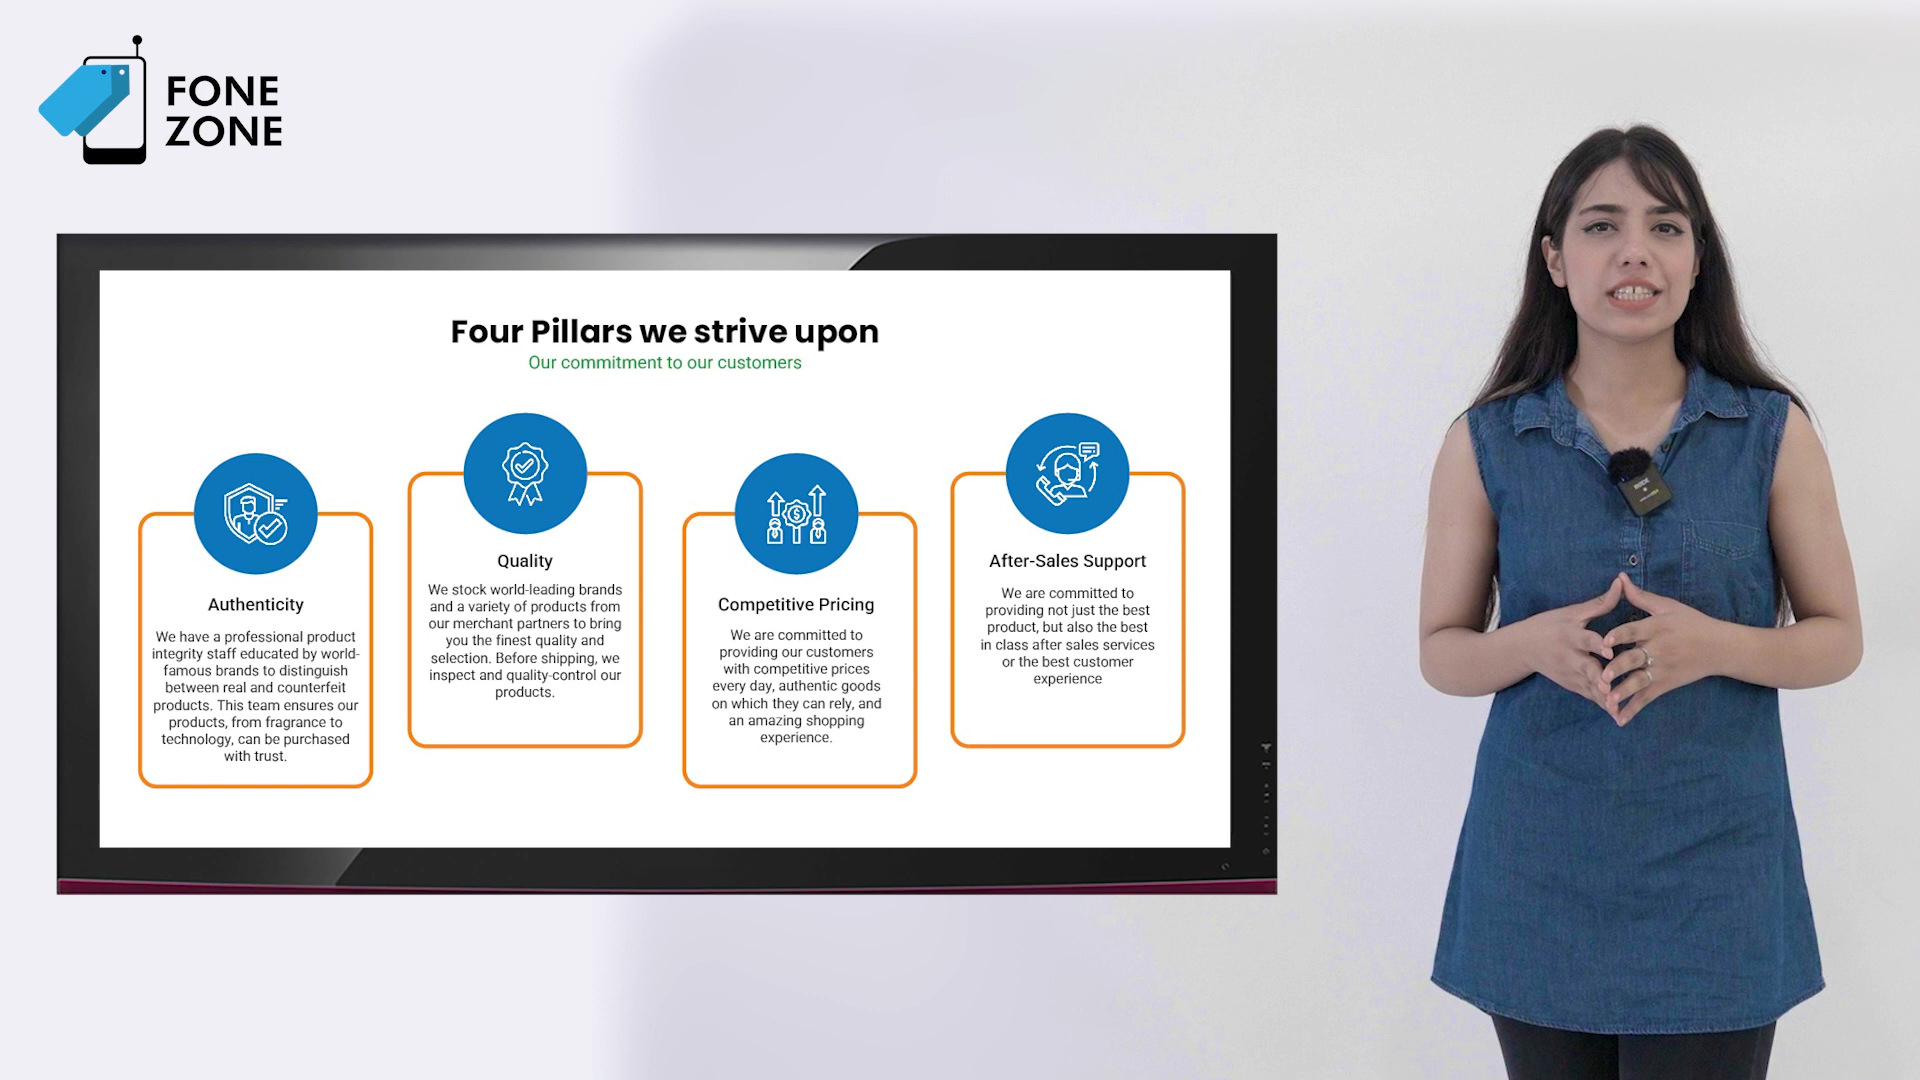 FONE
ZONE
Four Pillars we strive upon
Our commitment to our customers
Authenticity
We have a professional product
integrity staff educated by world-
famous brands to distinguish
between real and counterfeit
products. This team ensures our
products, from fragrance to
technology, can be purchased
with trust.
Quality
We stock world-leading brands
and a variety of products from
our merchant partners to bring
you the finest quality and
selection. Before shipping, we
inspect and quality-control our
products.
Competitive Pricing
We are committed to
providing our customers
with competitive prices
every day, authentic goods
on which they can rely, and
an amazing shopping
experience.
After-Sales Support
We are committed to
providing not just the best
product, but also the best
in class after sales services
or the best customer
experience